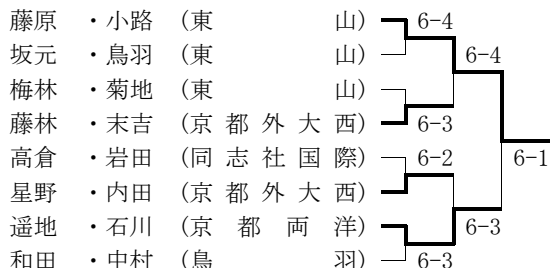 藤原 ・小路 (東 山) 6-4
坂元 ・鳥羽 (東 山) 6-4
梅林 ・菊地 (東 山)
藤林 ・末吉 (京都外大西) 6-3
高倉 ・岩田 (同志社国際) 6-2 6-1
星野 ・内田 (京都外大西)
遥地 ・石川 (京都両洋) 6-3
和田 ・中村 (鳥 羽) 6-3